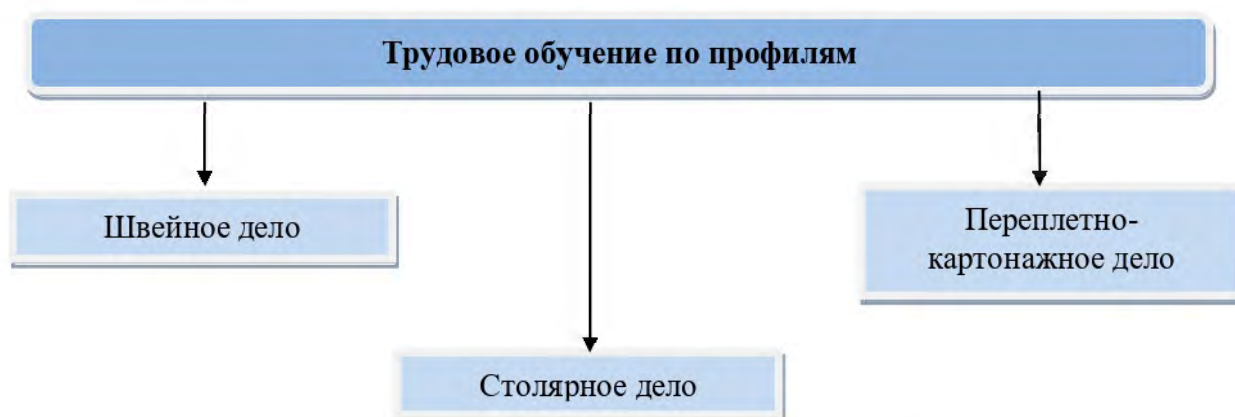 Трудовое обучение по профилям
Швейное дело
Переплетно-
картонажное дело
Столярное дело